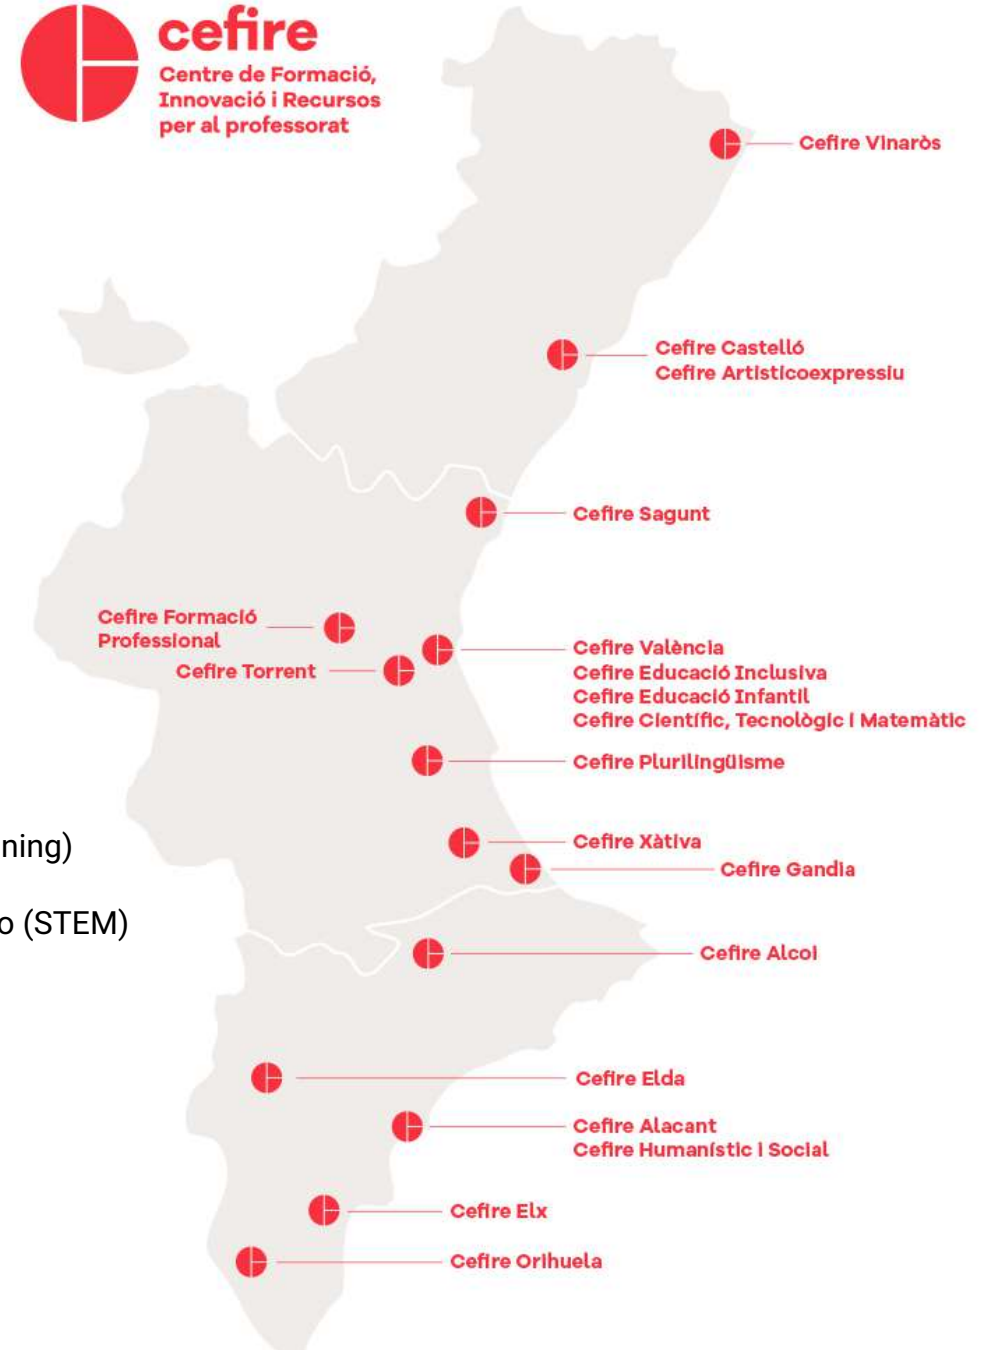 cefire
Centre de Formació,
Innovació i Recursos
per al professorat
Cefire Vinaròs
Cefire Castelló
Cefire Artisticoexpressiu
Cefire Sagunt
Cefire Formació
Professional
Cefire Torrent
Cefire València
Cefire Educació Inclusiva
Cefire Educació Infantil
Cefire Científic, Tecnològic i Matemàtic
Cefire Plurilingüisme
ning)
Cefire Xàtiva
Cefire Gandia
o (STEM)
Cefire Alcoi
Cefire Elda
Cefire Alacant
Cefire Humanístic i Social
Cefire Elx
Cefire Orihuela